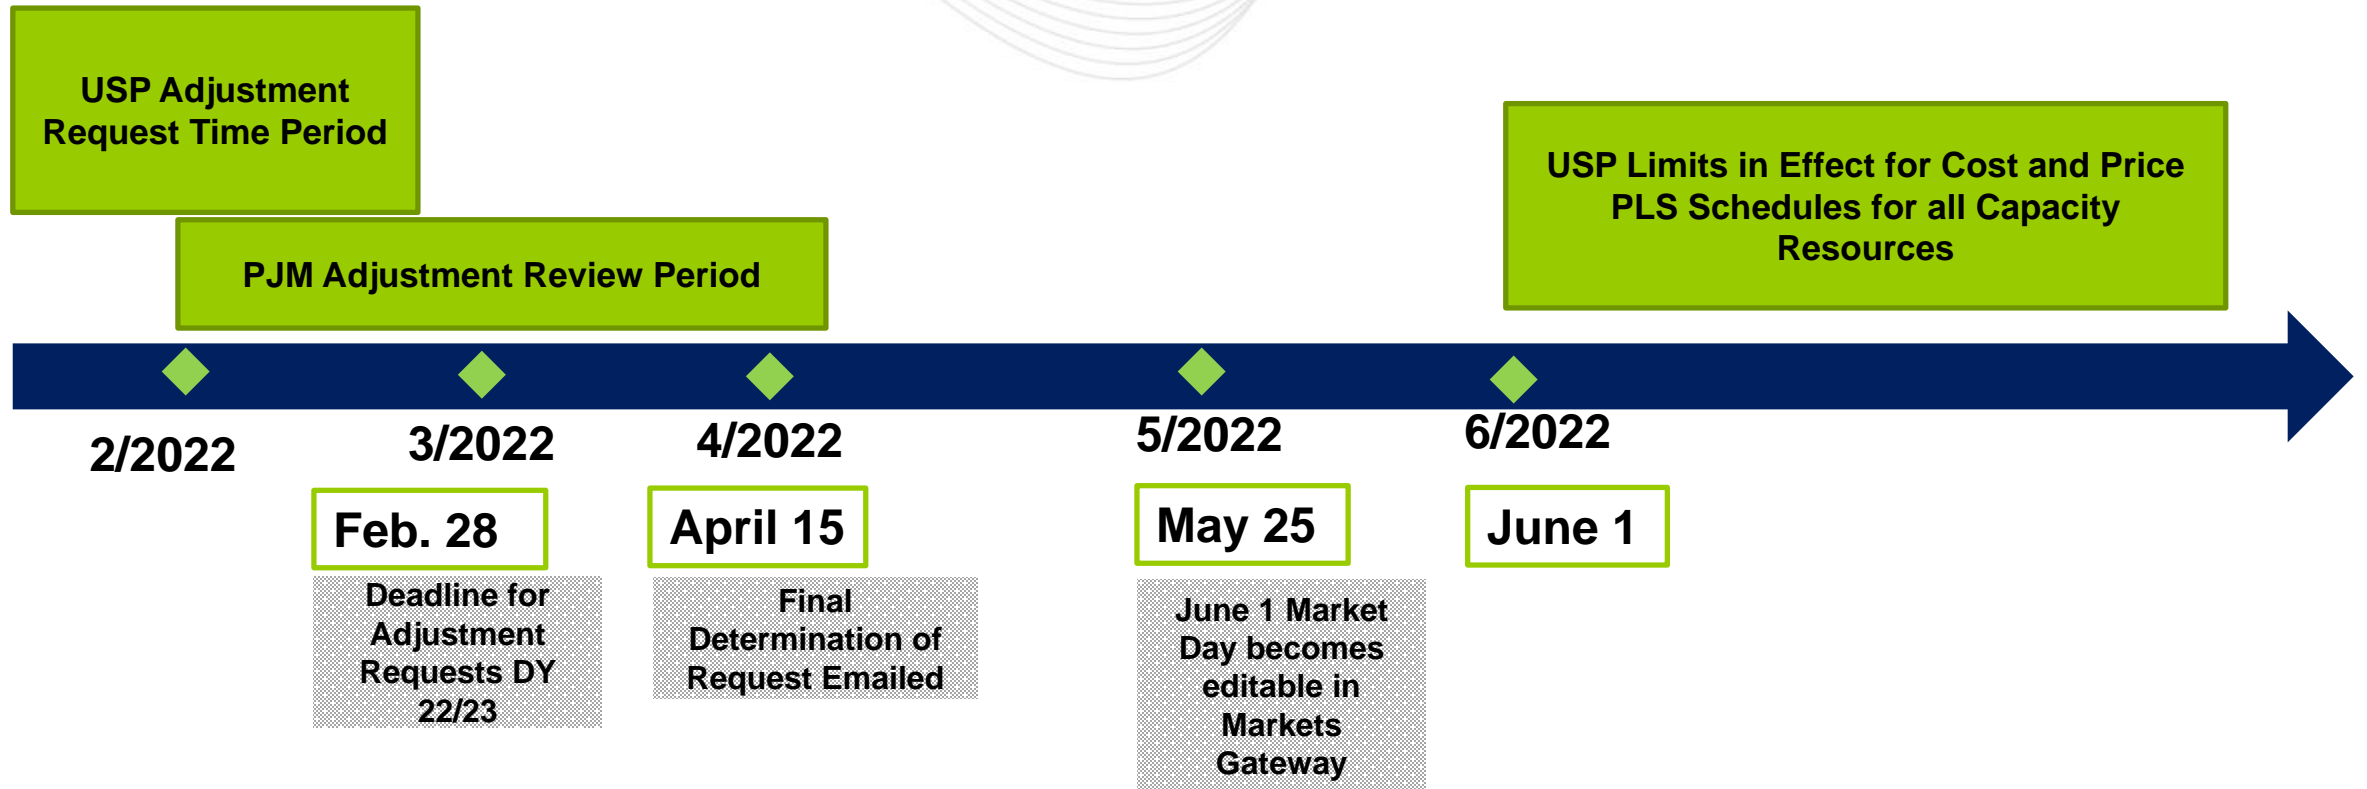 USP Adjustment
Request Time Period
PJM Adjustment Review Period
USP Limits in Effect for Cost and Price
PLS Schedules for all Capacity
Resources
2/2022
3/2022
4/2022
5/2022
6/2022
Feb. 28
April 15
May 25
June 1
Deadline for
Adjustment
Requests DY
22/23
Final
Determination of
Request Emailed
June 1 Market
Day becomes
editable in
Markets
Gateway